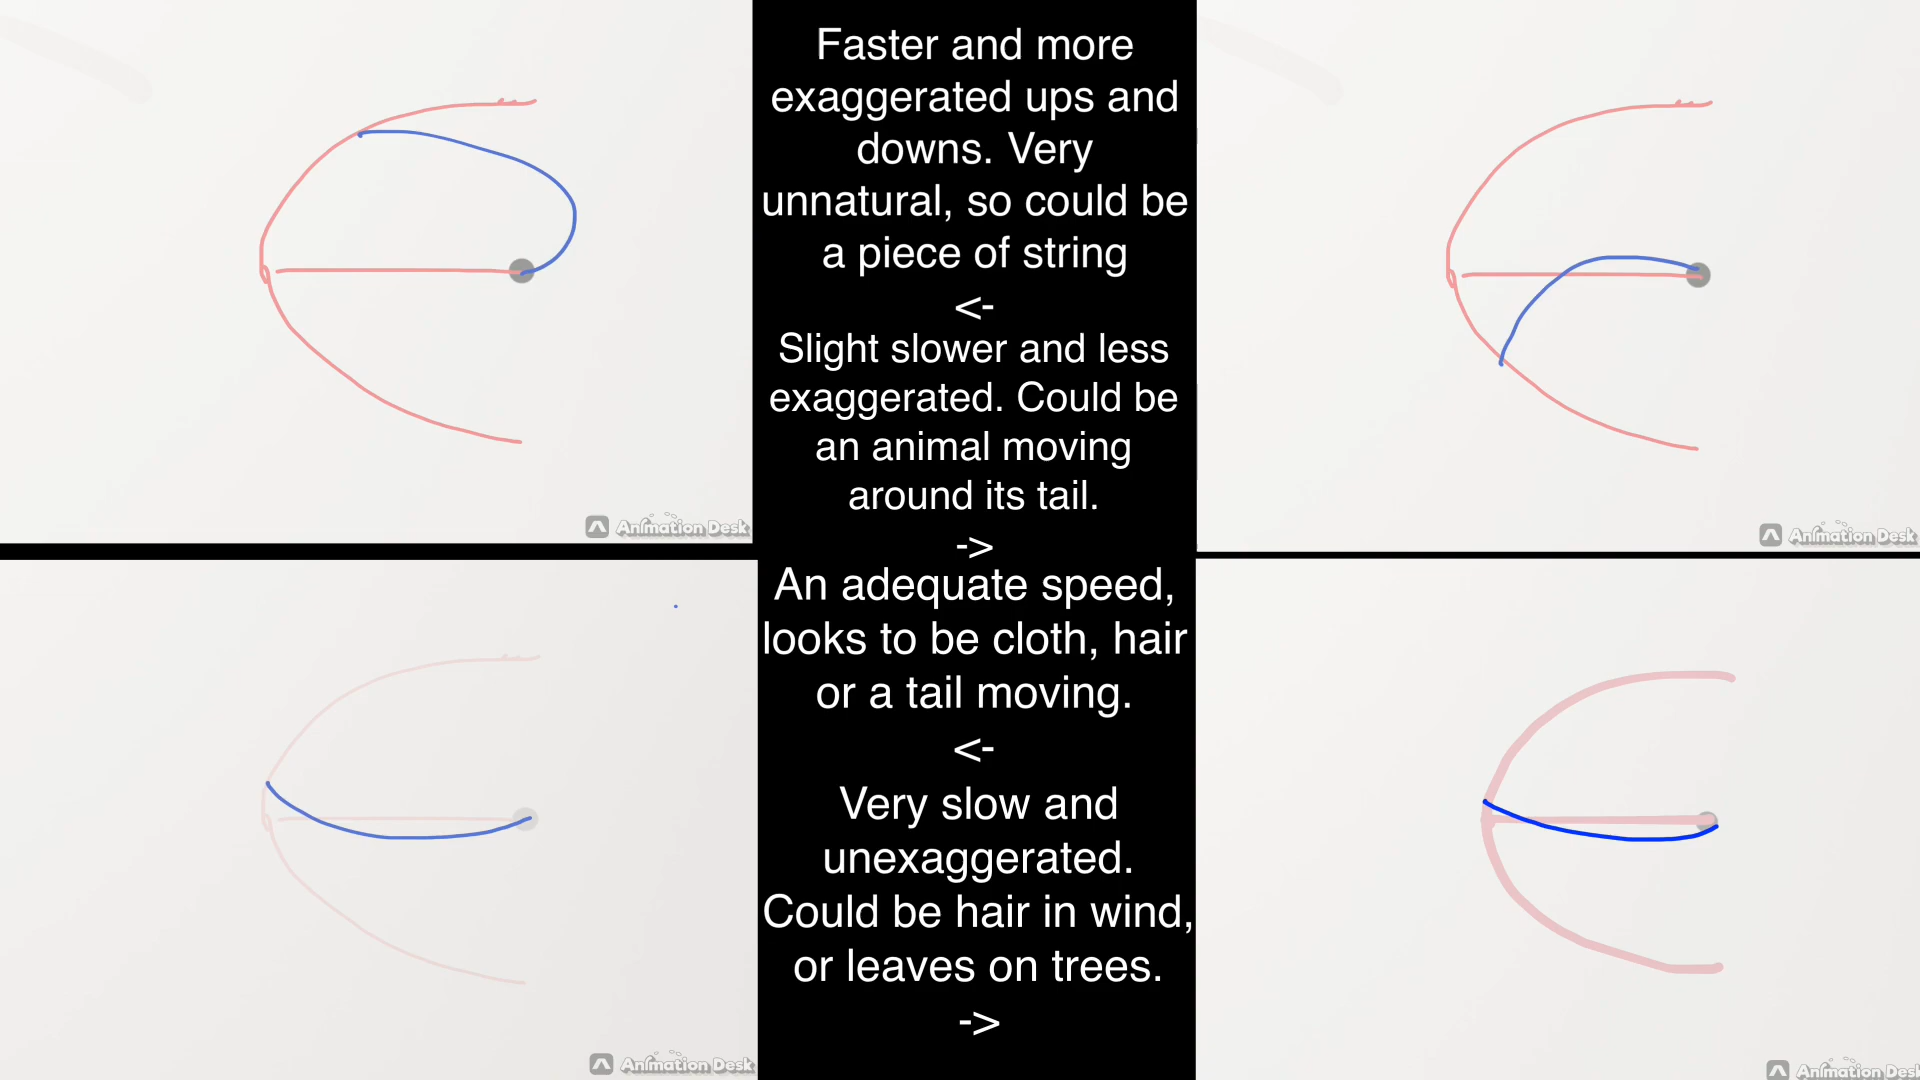 Faster and more
exaggerated ups and
downs. Very
unnatural, so could be
a piece of string
<-
Slight slower and less
exaggerated. Could be
an animal moving
around its tail.
->
An adequate speed,
looks to be cloth, hair
or a tail moving.
<-
Very slow and
unexaggerated.
Could be hair in wind,
or leaves on trees.
->
Animation Desk
Animation Desk
Animation Desk
Animation Desk